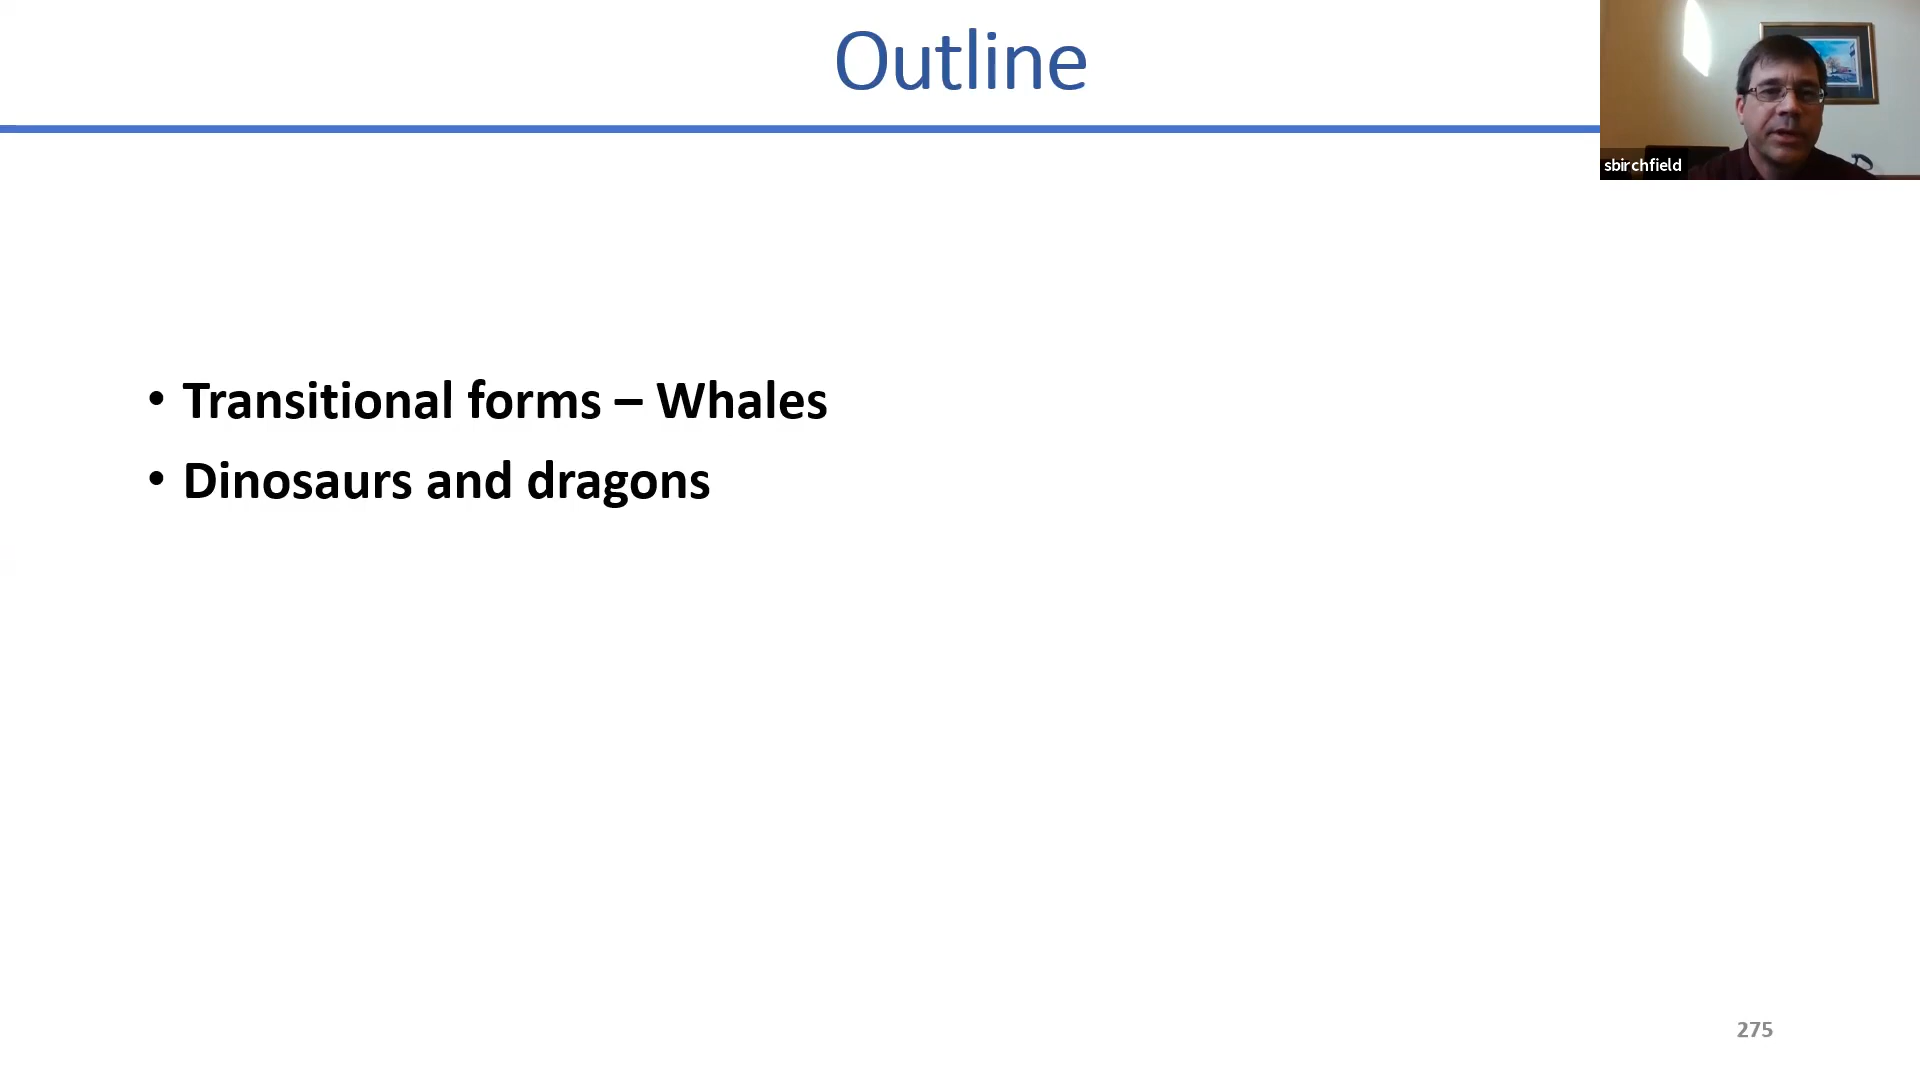 Outline
sbirchfield
• Transitional forms – Whales
• Dinosaurs and dragons
275